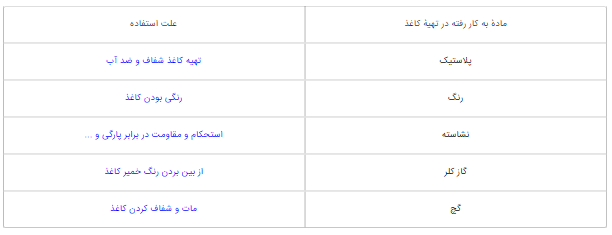 مادهٔ به کار رفته در تهیهٔ کاغذ علت استفاده
پلاستیک تهیه کاغذ شفاف و ضد آب
رنگ رنگی بودن کاغذ
نشاسته استحکام و مقاومت در برابر پارگی و ...
گاز کلر از بین بردن رنگ خمیر کاغذ
گچ مات و شفاف کردن کاغذ